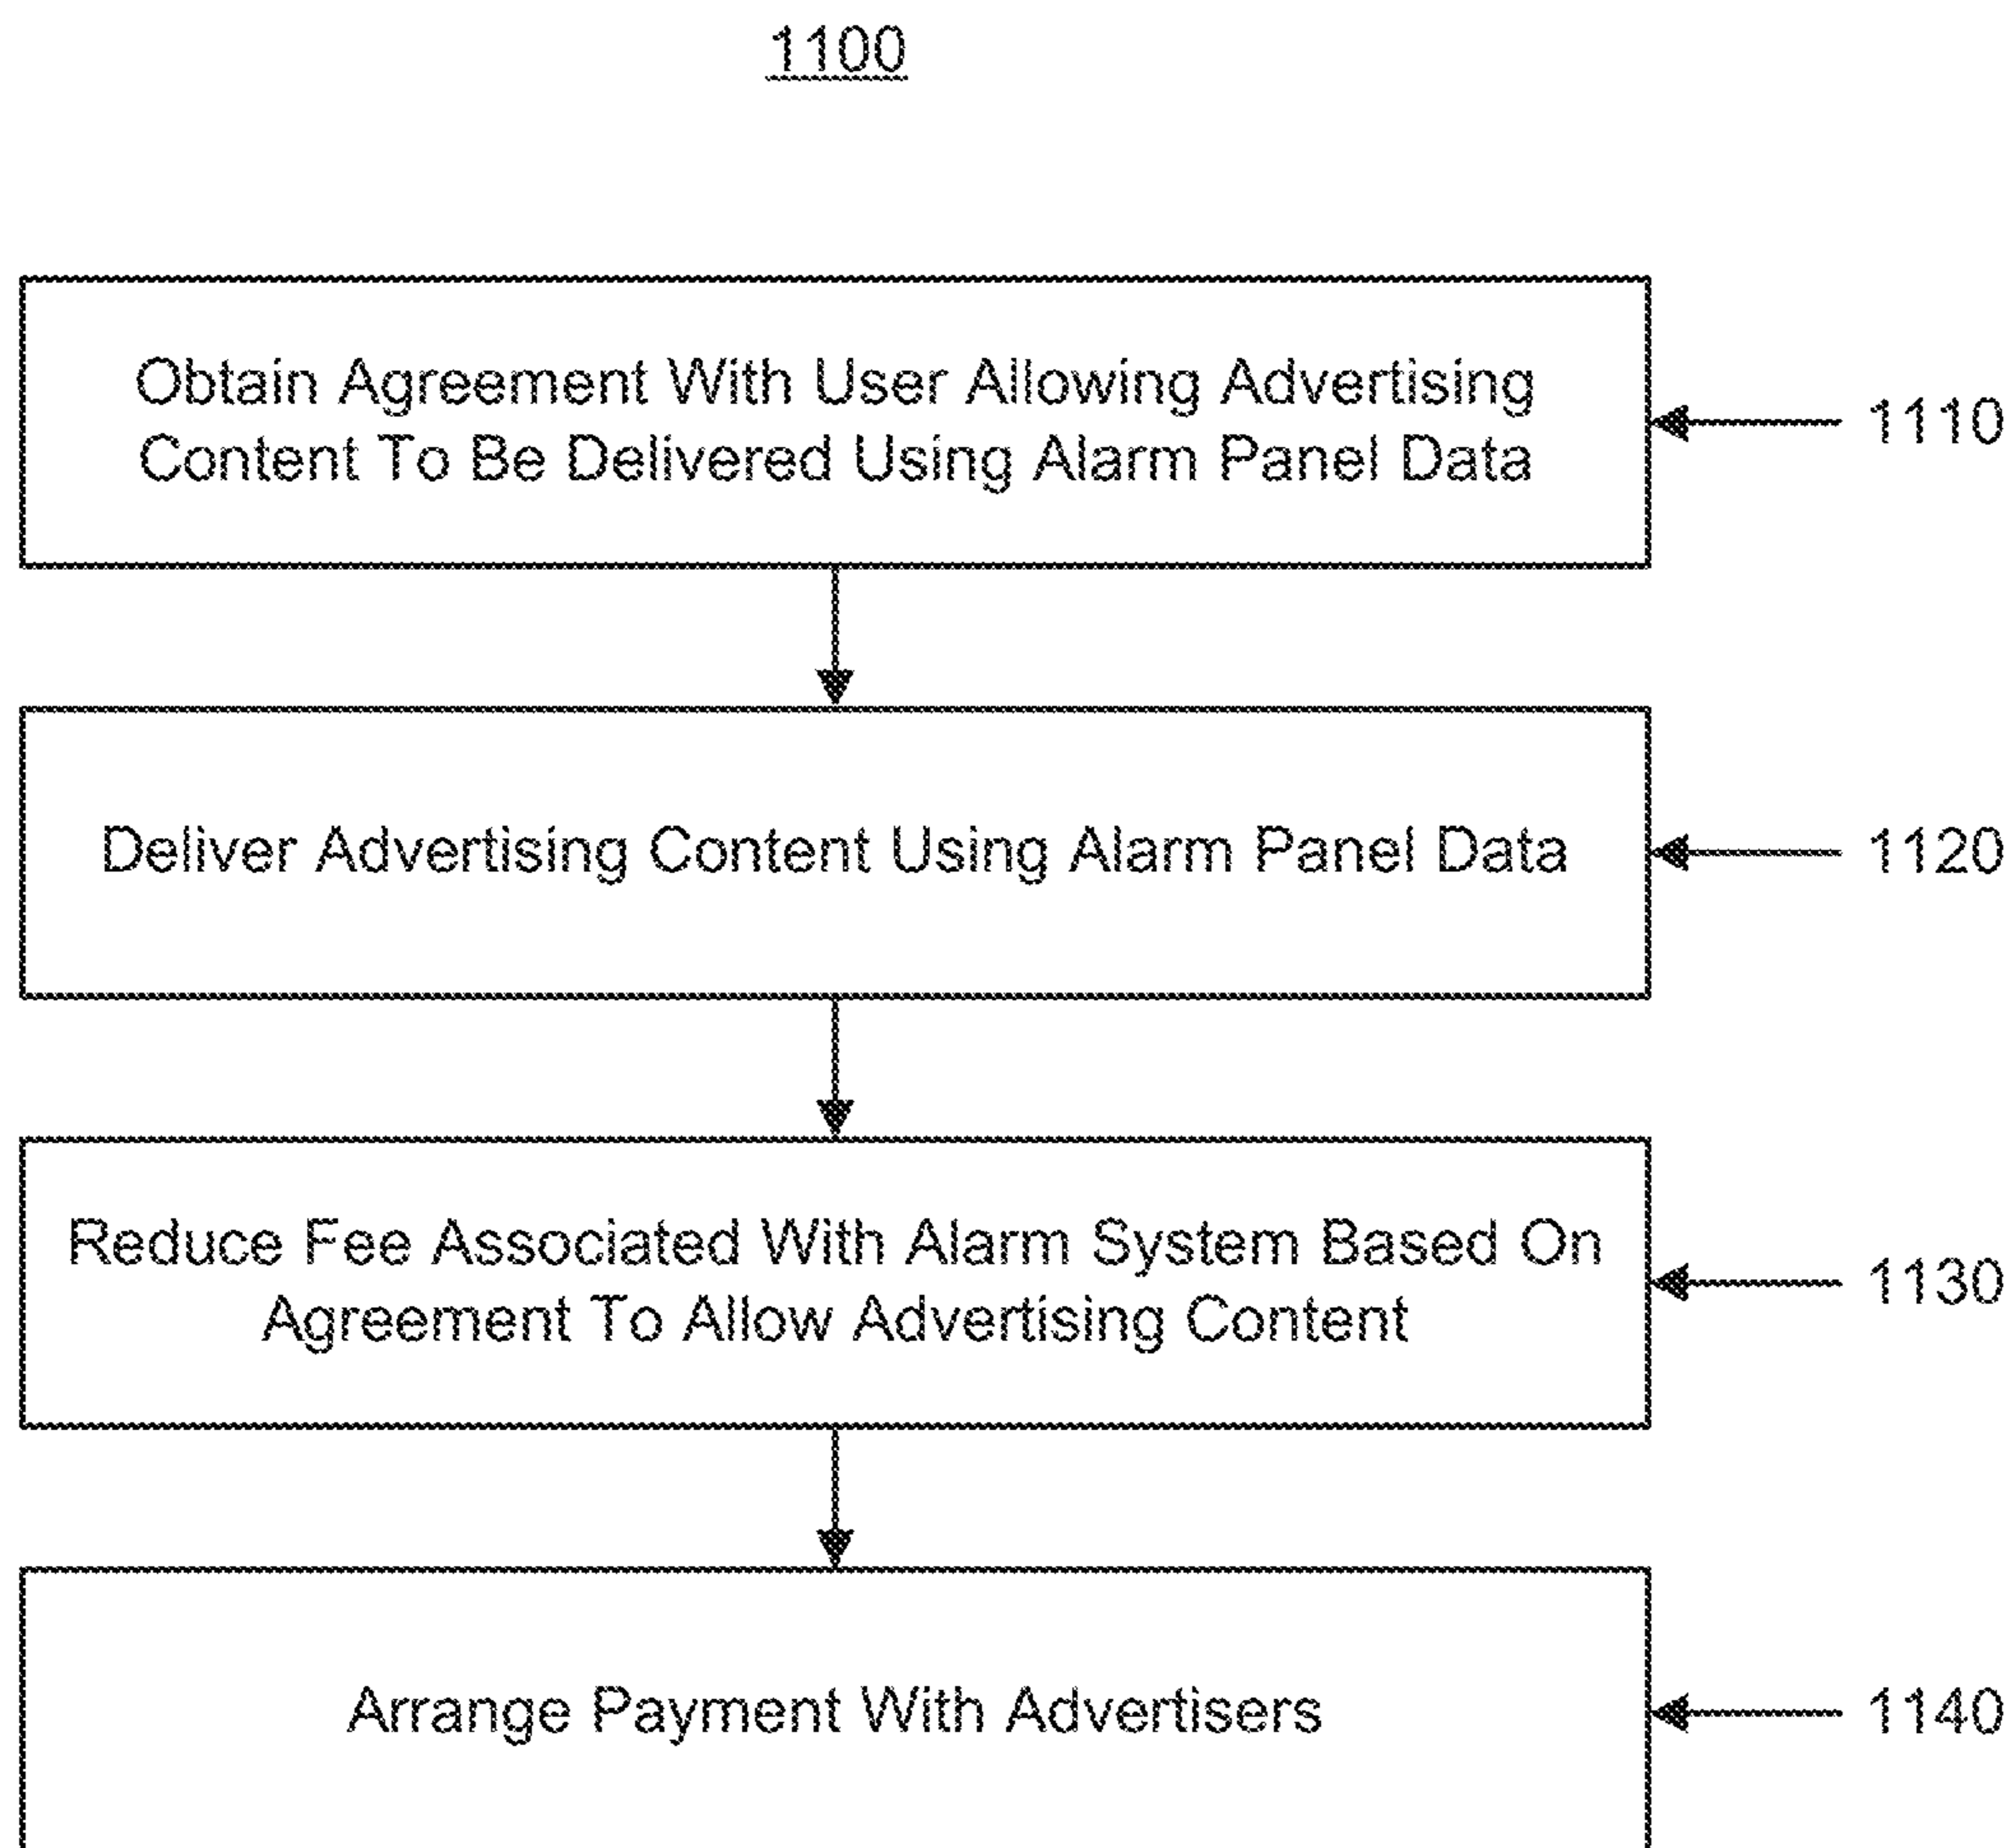 1100
Obtain Agreement With User Allowing Advertising
Content To Be Delivered Using Alarm Panel Data
1110
Deliver Advertising Content Using Alarm Panel Data
1120
Reduce Fee Associated With Alarm System Based On
Agreement To Allow Advertising Content
1130
Arrange Payment With Advertisers
1140